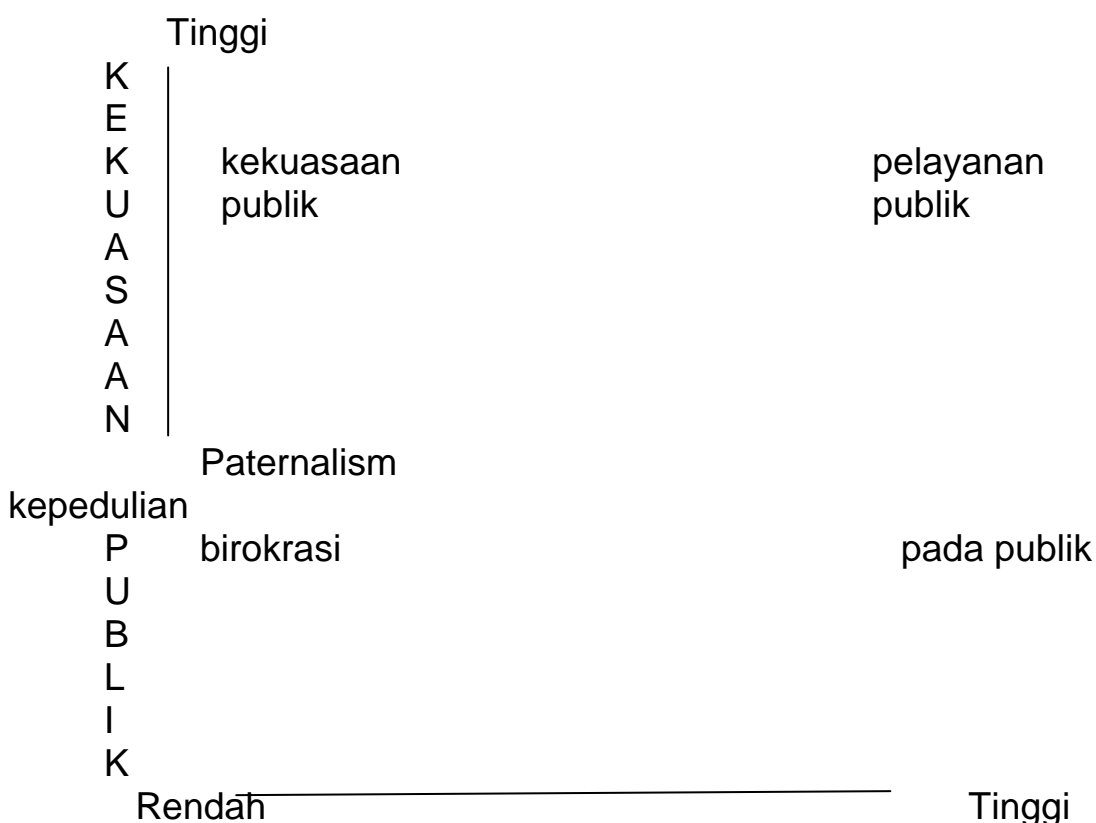 Tinggi
K
E
K kekuasaan pelayanan
U publik publik
A
S
A
A
N
Paternalism
kepedulian
P birokrasi pada publik
U
B
L
I
K
Rendah Tinggi